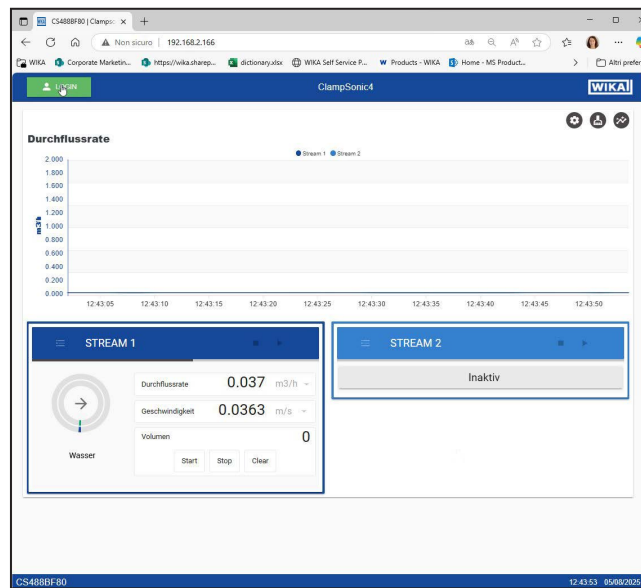 CS488BF80 | Clampso
Non sicuro | 192.168.2.166
WIKA Corporate Marketin... https://wika.sharep... dictionary.xlsx WIKA Self Service P... Products - WIKA Home - MS Product... Altri prefer
LOGIN ClampSonic4 WIKA
Durchflussrate
Stream 1 Stream 2
2.000
1.800
1.600
1.400
1.200
1.000
0.800
0.600
0.400
0.200
0.000
m3/h
12:43:05 12:43:10 12:43:15 12:43:20 12:43:25 12:43:30 12:43:35 12:43:40 12:43:45 12:43:50
STREAM 1
Durchflussrate 0.037 m3/h
Geschwindigkeit 0.0363 m/s
Volumen 0
Start Stop Clear
Wasser
STREAM 2
Inaktiv
CS488BF80 12:43:53 05/08/2025